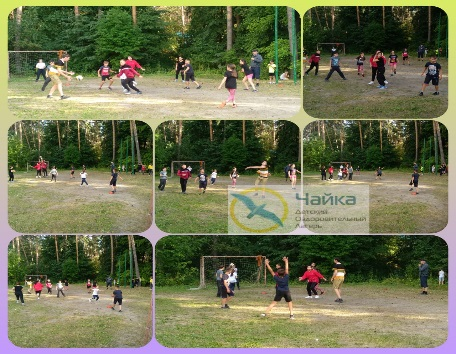 Чайка
Детский
Оздоровительный
Лагерь